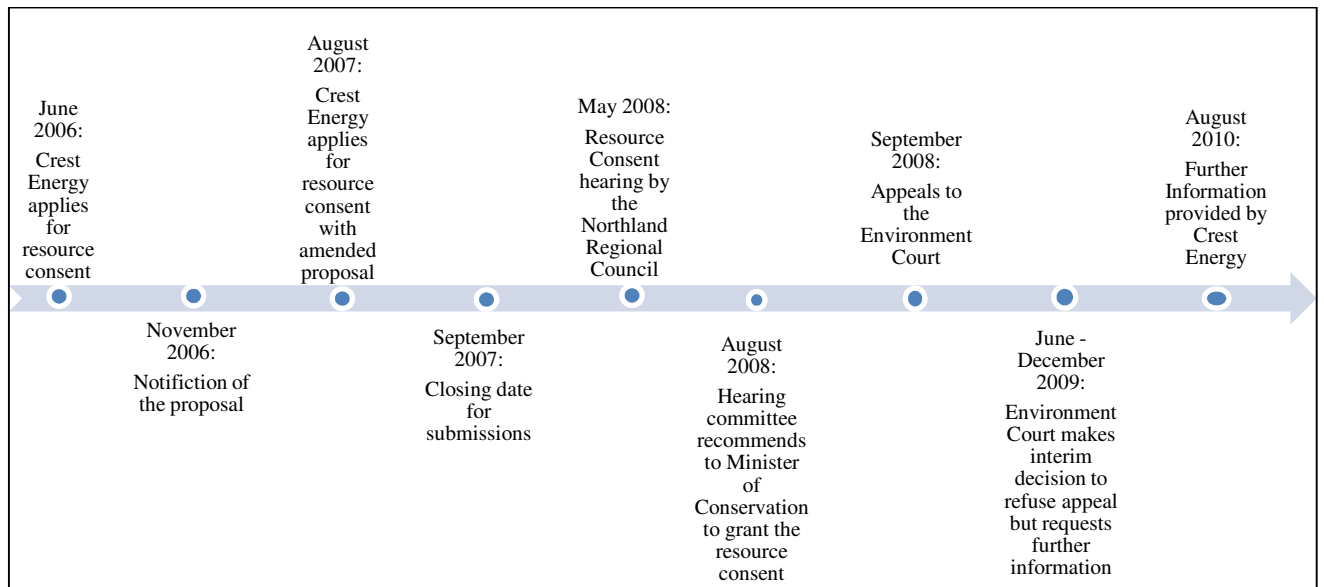 June
2006:
Crest
Energy
applies
for
resource
consent
November
2006:
Notifiction of
the proposal
August
2007:
Crest
Energy
applies
for
resource
consent
with
amended
proposal
September
2007:
Closing date
for
submissions
May 2008:
Resource
Consent
hearing by
the
Northland
Regional
Council
August
2008:
Hearing
committee
recommends
to Minister
of
Conservation
to grant the
resource
consent
September
2008:
Appeals to
the
Environment
Court
June -
December
2009:
Environment
Court makes
interim
decision to
refuse appeal
but requests
further
information
August
2010:
Further
Information
provided by
Crest
Energy